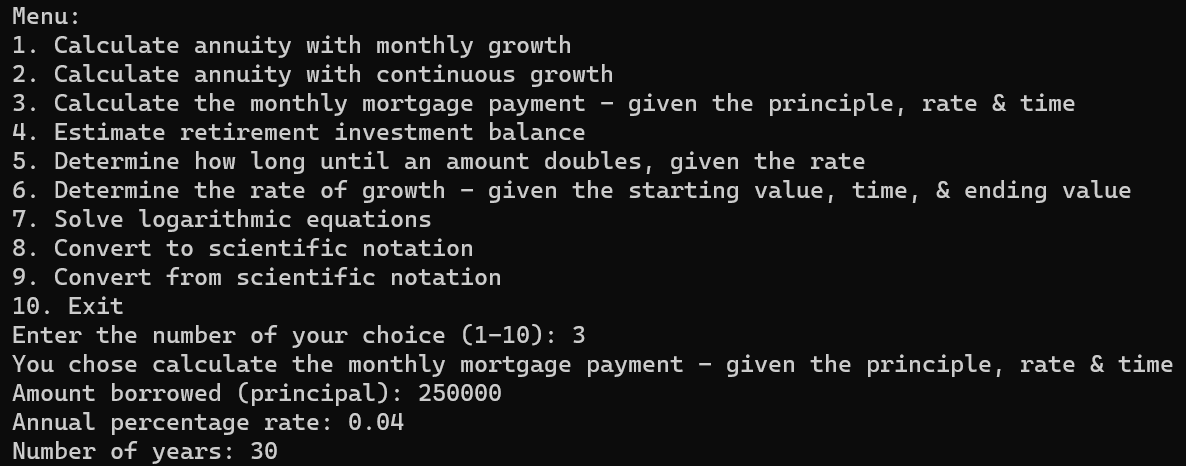 Menu:
1. Calculate annuity with monthly growth
2. Calculate annuity with continuous growth
3. Calculate the monthly mortgage payment - given the principle, rate & time
4. Estimate retirement investment balance
5. Determine how long until an amount doubles, given the rate
6. Determine the rate of growth - given the starting value, time, & ending value
7. Solve logarithmic equations
8. Convert to scientific notation
9. Convert from scientific notation
10. Exit
Enter the number of your choice (1-10): 3
You chose calculate the monthly mortgage payment - given the principle, rate & time
Amount borrowed (principal): 250000
Annual percentage rate: 0.04
Number of years: 30